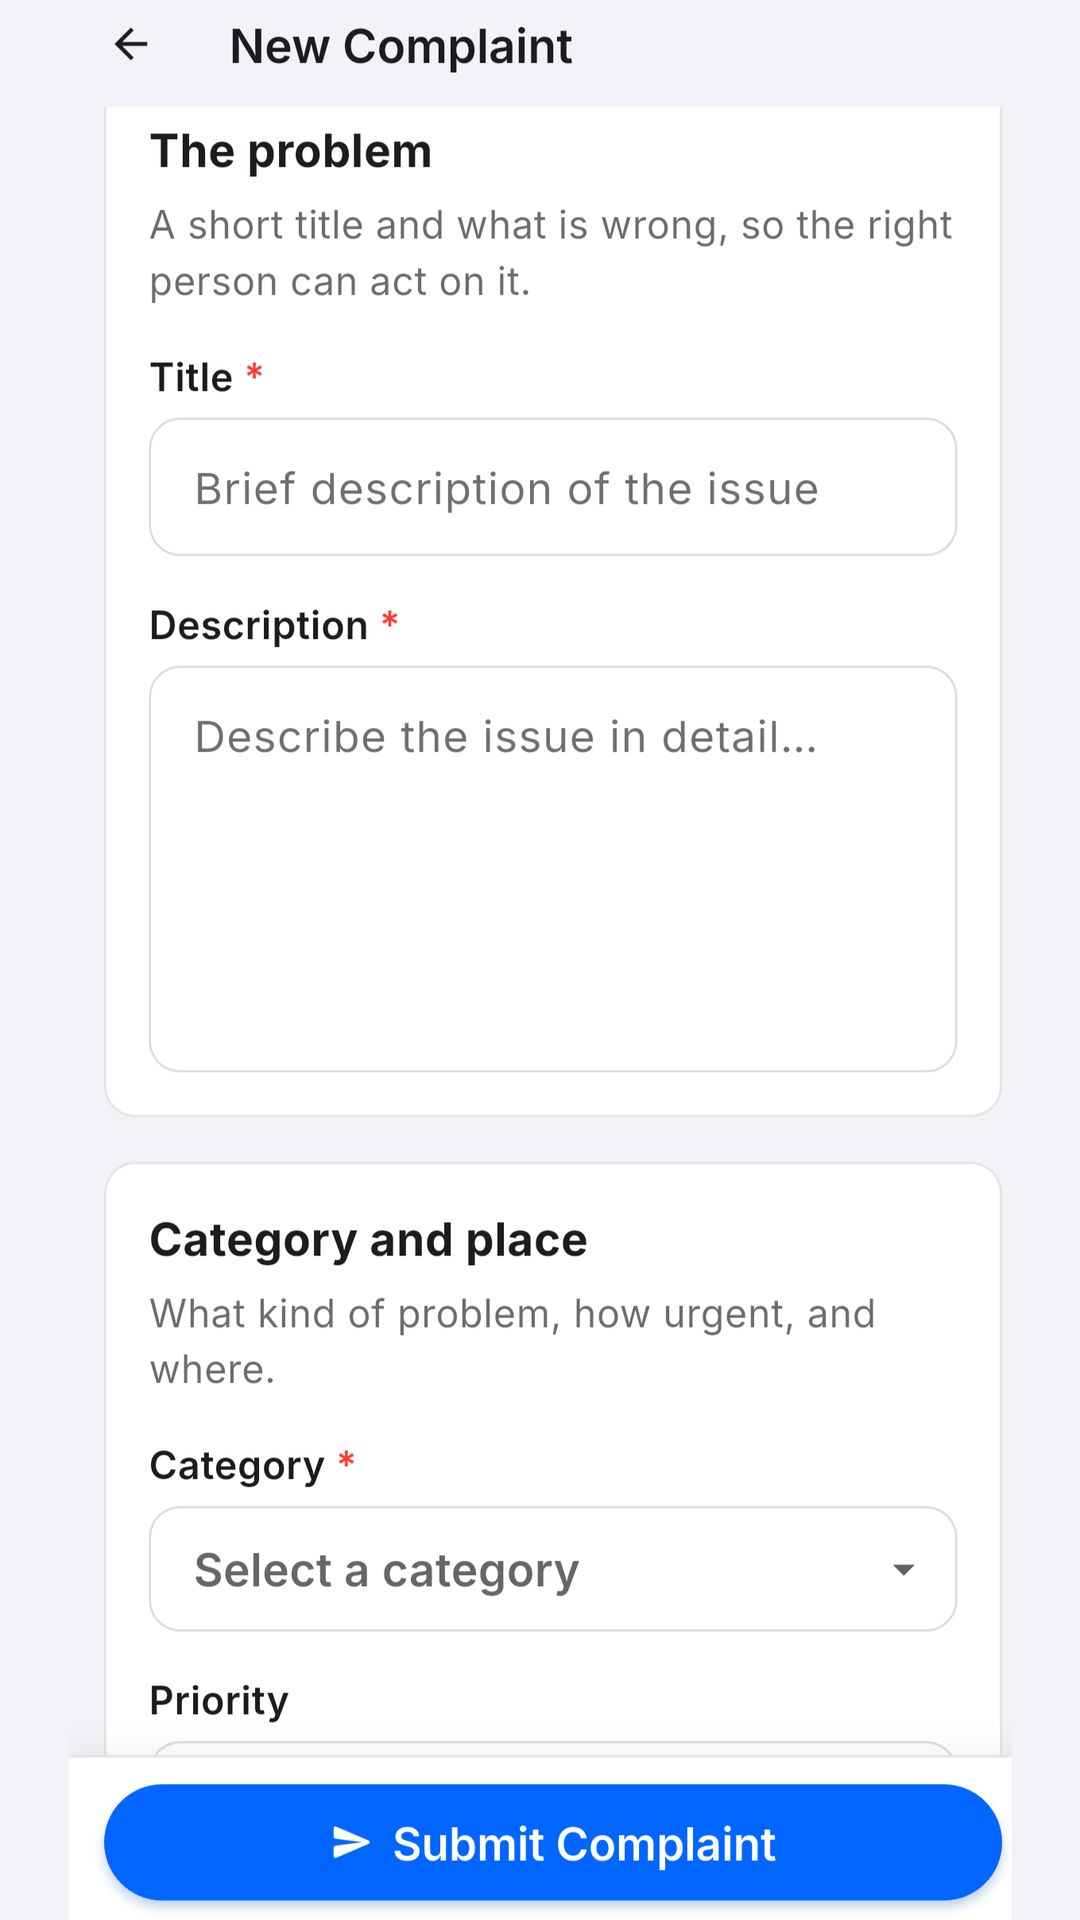 New Complaint
The problem
A short title and what is wrong, so the right
person can act on it.
Title *
Brief description of the issue
Description *
Describe the issue in detail...
Category and place
What kind of problem, how urgent, and
where.
Category *
Select a category
Priority
Submit Complaint